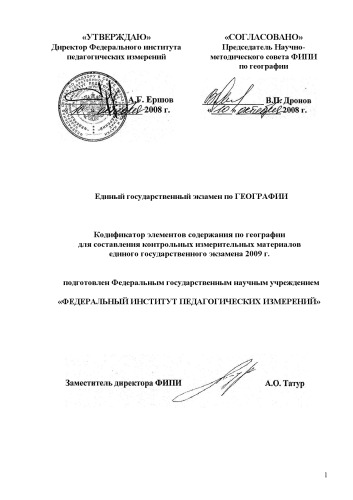 «УТВЕРЖДАЮ»
Директор Федерального института
педагогических измерений
А.Г. Ершов
2008 г.
«СОГЛАСОВАНО»
Председатель Научно-
методического совета ФИПИ
по географии
В.П. Дронов
«10» октября 2008 г.
Единый государственный экзамен по ГЕОГРАФИИ
Кодификатор элементов содержания по географии
для составления контрольных измерительных материалов
единого государственного экзамена 2009 г.
подготовлен Федеральным государственным научным учреждением
«ФЕДЕРАЛЬНЫЙ ИНСТИТУТ ПЕДАГОГИЧЕСКИХ ИЗМЕРЕНИЙ»
Заместитель директора ФИПИ
А.О. Татур
1